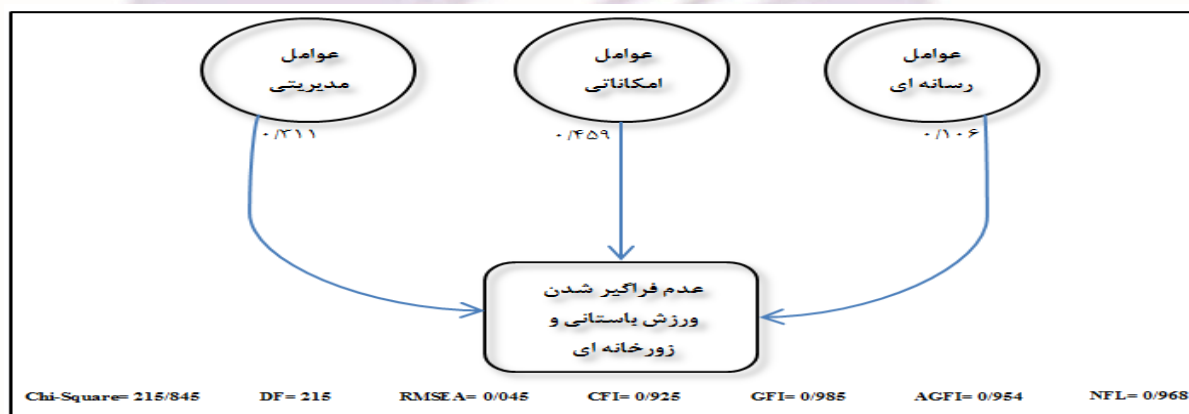 عوامل
رسانه ای
عوامل
امکاناتی
عوامل
مدیریتی
۰/۱۰۶
۰/۴۵۹
۰/۳۱۱
عدم فراگیر شدن
ورزش باستانی و
زورخانه ای
Chi-Square= 215/845 DF= 215 RMSEA= 0/045 CFI= 0/925 GFI= 0/985 AGFI= 0/954 NFL= 0/968